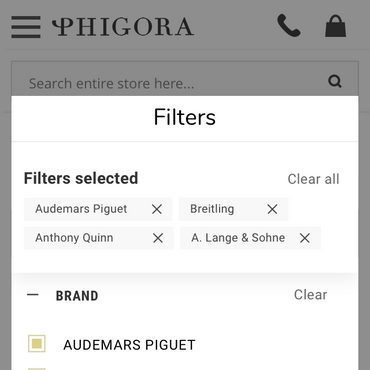 PHIGORA
Search entire store here...
Filters
Filters selected
Clear all
Audemars Piguet
Breitling
Anthony Quinn
A. Lange & Sohne
BRAND
Clear
AUDEMARS PIGUET